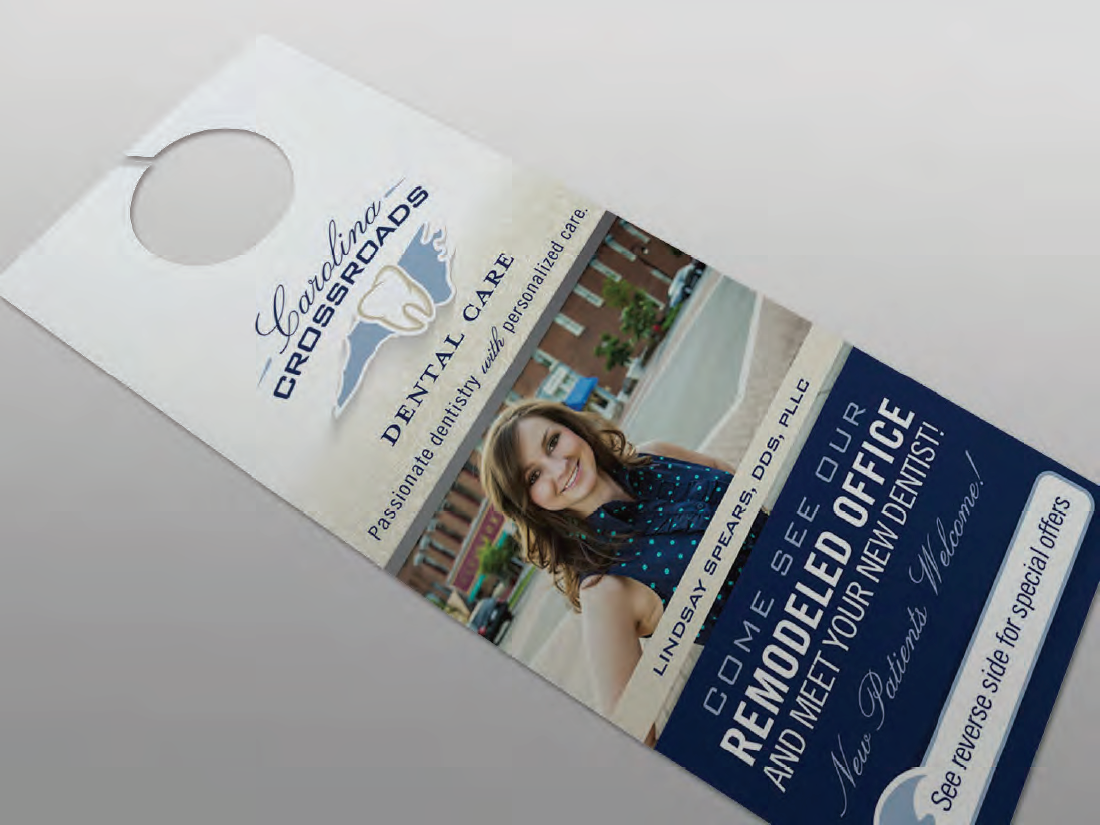 Carolina
CROSSROADS
DENTAL CARE
Passionate dentistry with personalized care.
LINDSAY SPEARS, DDS, PLLC
COME SEE OUR
REMODELED OFFICE
AND MEET YOUR NEW DENTIST!
New Patients Welcome!
See reverse side for special offers